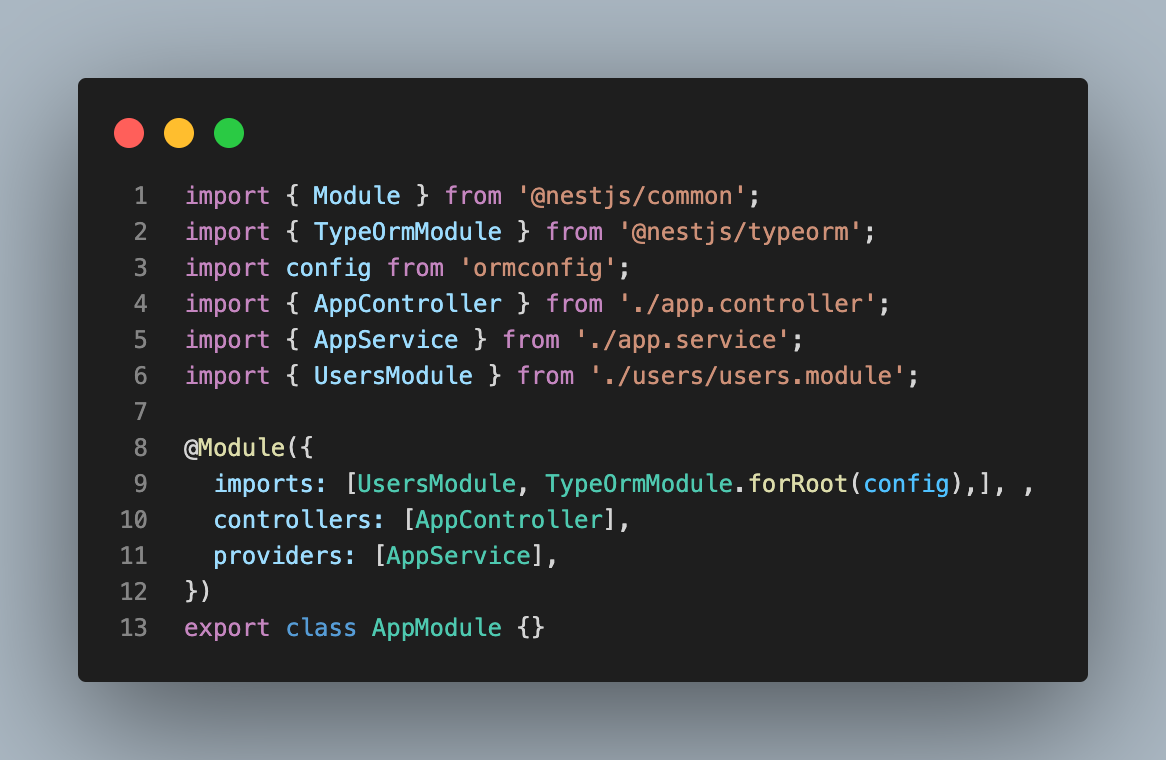 1 import { Module } from '@nestjs/common';
2 import { TypeOrmModule } from '@nestjs/typeorm';
3 import config from 'ormconfig';
4 import { AppController } from './app.controller';
5 import { AppService } from './app.service';
6 import { UsersModule } from './users/users.module';
7
8 @Module({
9   imports: [UsersModule, TypeOrmModule.forRoot(config),], ,
10   controllers: [AppController],
11   providers: [AppService],
12 })
13 export class AppModule {}